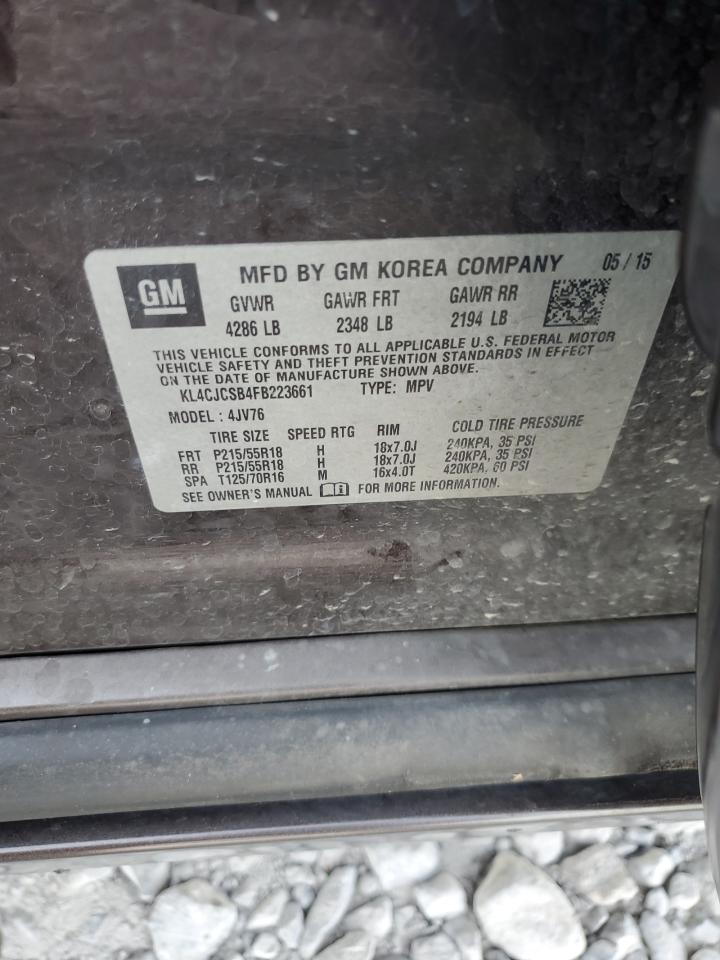 GM
MFD BY GM KOREA COMPANY 05 / 15
GVWR GAWR FRT GAWR RR
4286 LB 2348 LB 2194 LB
THIS VEHICLE CONFORMS TO ALL APPLICABLE U.S. FEDERAL MOTOR
VEHICLE SAFETY AND THEFT PREVENTION STANDARDS IN EFFECT
ON THE DATE OF MANUFACTURE SHOWN ABOVE.
KL4CJCSB4FB223661 TYPE: MPV
MODEL : 4JV76
TIRE SIZE SPEED RTG RIM COLD TIRE PRESSURE
FRT P215/55R18 H 18x7.0J 240KPA, 35 PSI
RR P215/55R18 H 18x7.0J 240KPA, 35 PSI
SPA T125/70R16 M 16x4.0T 420KPA, 60 PSI
SEE OWNER'S MANUAL FOR MORE INFORMATION.